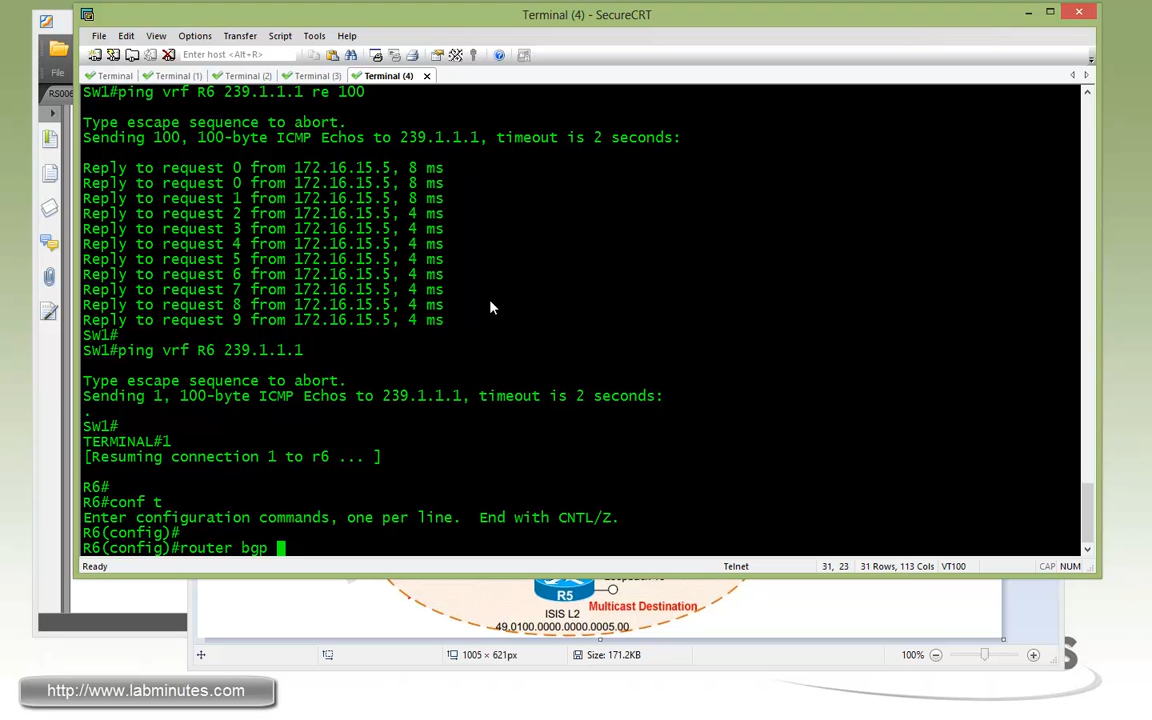 Terminal (4) - SecureCRT
File Edit View Options Transfer Script Tools Help
Enter host <Alt+R>
File
Terminal Terminal (1) Terminal (2) Terminal (3) Terminal (4)
RS006
SW1#ping vrf R6 239.1.1.1 re 100
Type escape sequence to abort.
Sending 100, 100-byte ICMP Echos to 239.1.1.1, timeout is 2 seconds:
Reply to request 0 from 172.16.15.5, 8 ms
Reply to request 0 from 172.16.15.5, 8 ms
Reply to request 1 from 172.16.15.5, 8 ms
Reply to request 2 from 172.16.15.5, 4 ms
Reply to request 3 from 172.16.15.5, 4 ms
Reply to request 4 from 172.16.15.5, 4 ms
Reply to request 5 from 172.16.15.5, 4 ms
Reply to request 6 from 172.16.15.5, 4 ms
Reply to request 7 from 172.16.15.5, 4 ms
Reply to request 8 from 172.16.15.5, 4 ms
Reply to request 9 from 172.16.15.5, 4 ms
SW1#
SW1#ping vrf R6 239.1.1.1
Type escape sequence to abort.
Sending 1, 100-byte ICMP Echos to 239.1.1.1, timeout is 2 seconds:
.
SW1#
TERMINAL#1
[Resuming connection 1 to r6 ... ]
R6#
R6#conf t
Enter configuration commands, one per line.  End with CNTL/Z.
R6(config)#
R6(config)#router bgp
Ready Telnet 31, 23 31 Rows, 113 Cols VT100 CAP NUM
R5
Multicast Destination
ISIS L2
49.0100.0000.0000.0005.00
1005 × 621px Size: 171.2KB 100%
http://www.labminutes.com